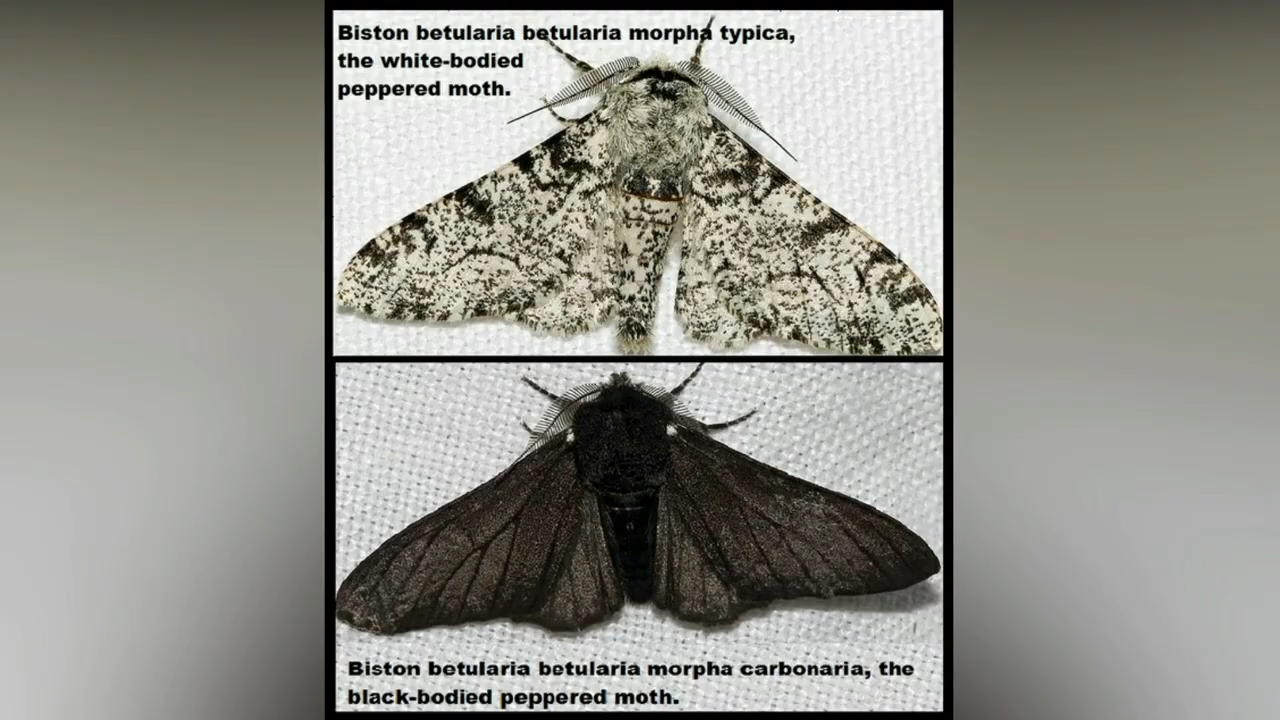 Biston betularia betularia morpha typica,
the white-bodied
peppered moth.
Biston betularia betularia morpha carbonaria, the
black-bodied peppered moth.